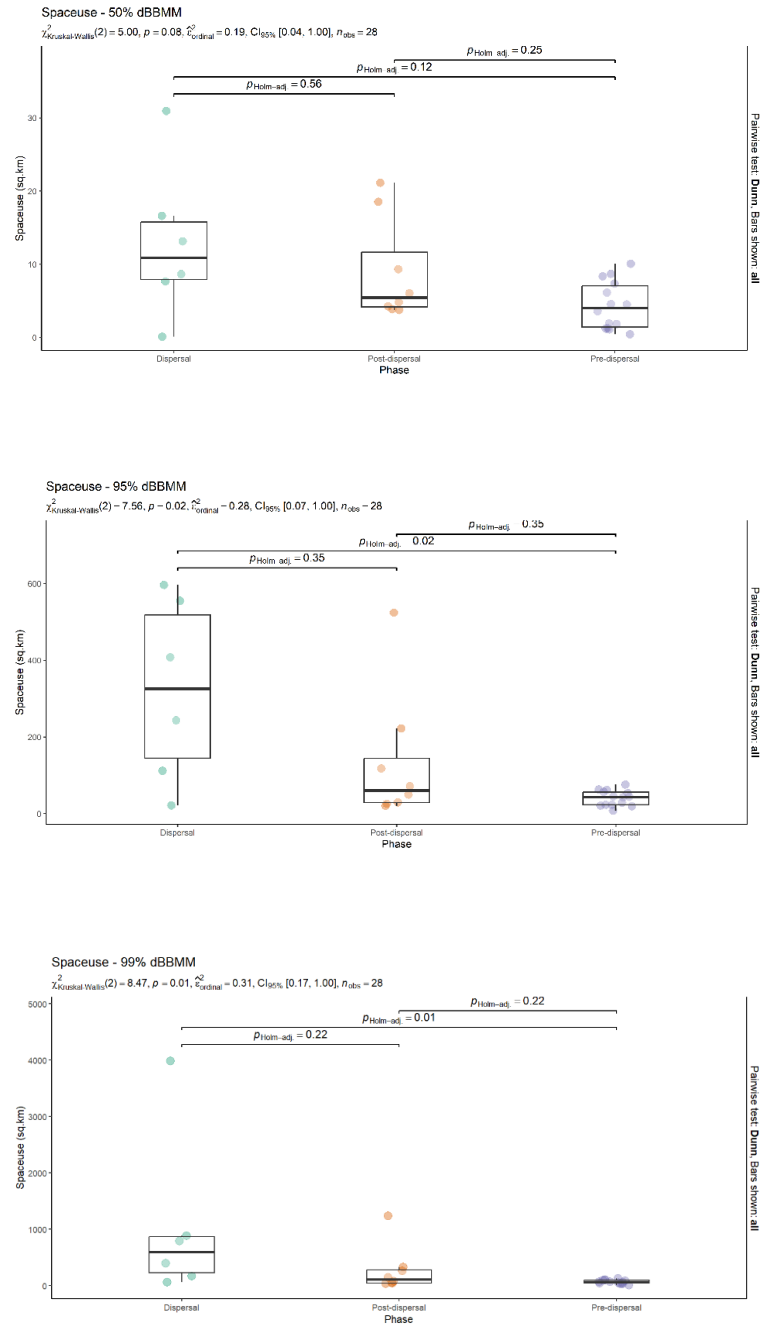 Spaceuse - 50% dBBMM
χ²Kruskal-Wallis(2) = 5.00, p = 0.08, ε̂²ordinal = 0.19, CI95% [0.04, 1.00], nobs = 28
pHolm-adj. = 0.25
pHolm-adj. = 0.12
pHolm-adj. = 0.56
30
20
10
0
Spaceuse (sq.km)
Pairwise test: Dunn, Bars shown: all
Dispersal Post-dispersal Pre-dispersal
Phase
Spaceuse - 95% dBBMM
χ²Kruskal-Wallis(2) = 7.56, p = 0.02, ε̂²ordinal = 0.28, CI95% [0.07, 1.00], nobs = 28
pHolm-adj. 0.35
pHolm-adj. 0.02
pHolm adj. = 0.35
600
400
200
0
Spaceuse (sq.km)
Pairwise test: Dunn, Bars shown: all
Dispersal Post-dispersal Pre-dispersal
Phase
Spaceuse - 99% dBBMM
χ²Kruskal-Wallis(2) = 8.47, p = 0.01, ε̂²ordinal = 0.31, CI95% [0.17, 1.00], nobs = 28
pHolm-adj. = 0.22
pHolm-adj. = 0.01
pHolm-adj. = 0.22
5000
4000
3000
2000
1000
0
Spaceuse (sq.km)
Pairwise test: Dunn, Bars shown: all
Dispersal Post-dispersal Pre-dispersal
Phase